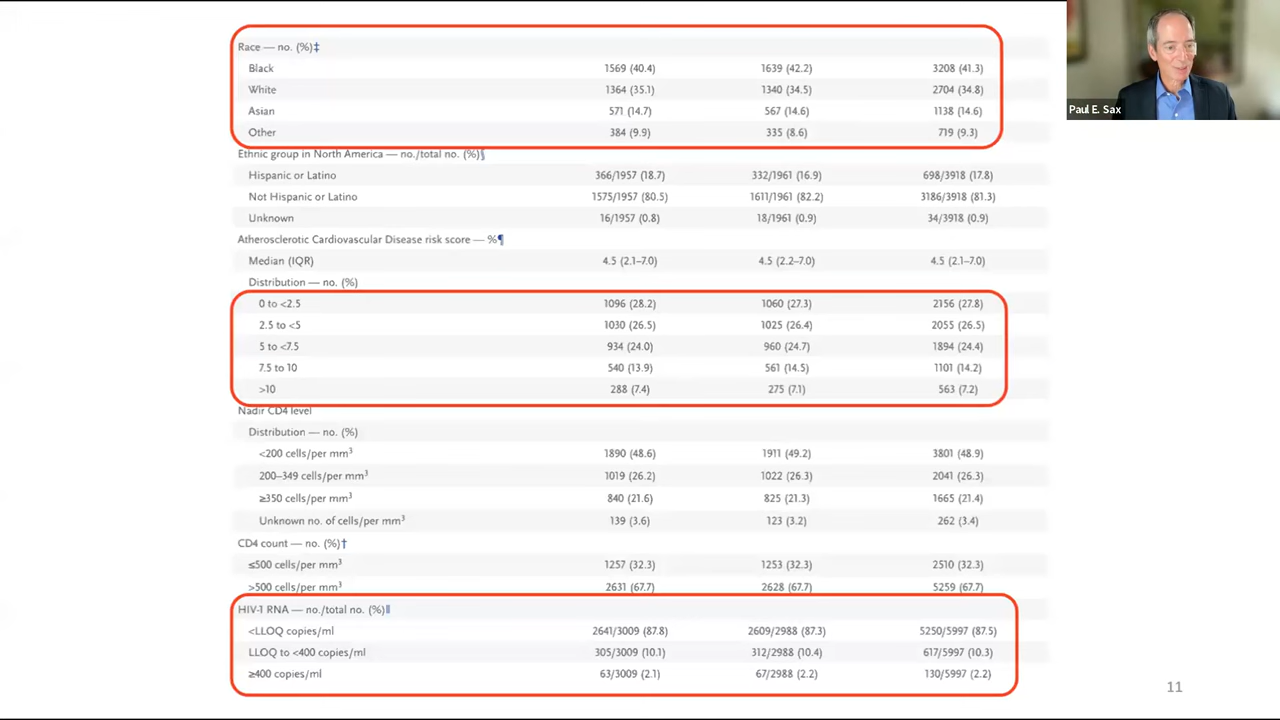 Race — no. (%)‡
Black 1569 (40.4) 1639 (42.2) 3208 (41.3)
White 1364 (35.1) 1340 (34.5) 2704 (34.8)
Asian 571 (14.7) 567 (14.6) 1138 (14.6)
Other 384 (9.9) 335 (8.6) 719 (9.3)
Ethnic group in North America — no./total no. (%)§
Hispanic or Latino 366/1957 (18.7) 332/1961 (16.9) 698/3918 (17.8)
Not Hispanic or Latino 1575/1957 (80.5) 1611/1961 (82.2) 3186/3918 (81.3)
Unknown 16/1957 (0.8) 18/1961 (0.9) 34/3918 (0.9)
Atherosclerotic Cardiovascular Disease risk score — %¶
Median (IQR) 4.5 (2.1–7.0) 4.5 (2.2–7.0) 4.5 (2.1–7.0)
Distribution — no. (%)
0 to <2.5 1096 (28.2) 1060 (27.3) 2156 (27.8)
2.5 to <5 1030 (26.5) 1025 (26.4) 2055 (26.5)
5 to <7.5 934 (24.0) 960 (24.7) 1894 (24.4)
7.5 to 10 540 (13.9) 561 (14.5) 1101 (14.2)
>10 288 (7.4) 275 (7.1) 563 (7.2)
Nadir CD4 level
Distribution — no. (%)
<200 cells/per mm³ 1890 (48.6) 1911 (49.2) 3801 (48.9)
200–349 cells/per mm³ 1019 (26.2) 1022 (26.3) 2041 (26.3)
≥350 cells/per mm³ 840 (21.6) 825 (21.3) 1665 (21.4)
Unknown no. of cells/per mm³ 139 (3.6) 123 (3.2) 262 (3.4)
CD4 count — no. (%)†
≤500 cells/per mm³ 1257 (32.3) 1253 (32.3) 2510 (32.3)
>500 cells/per mm³ 2631 (67.7) 2628 (67.7) 5259 (67.7)
HIV-1 RNA — no./total no. (%)‖
<LLOQ copies/ml 2641/3009 (87.8) 2609/2988 (87.3) 5250/5997 (87.5)
LLOQ to <400 copies/ml 305/3009 (10.1) 312/2988 (10.4) 617/5997 (10.3)
≥400 copies/ml 63/3009 (2.1) 67/2988 (2.2) 130/5997 (2.2)
Paul E. Sax
11